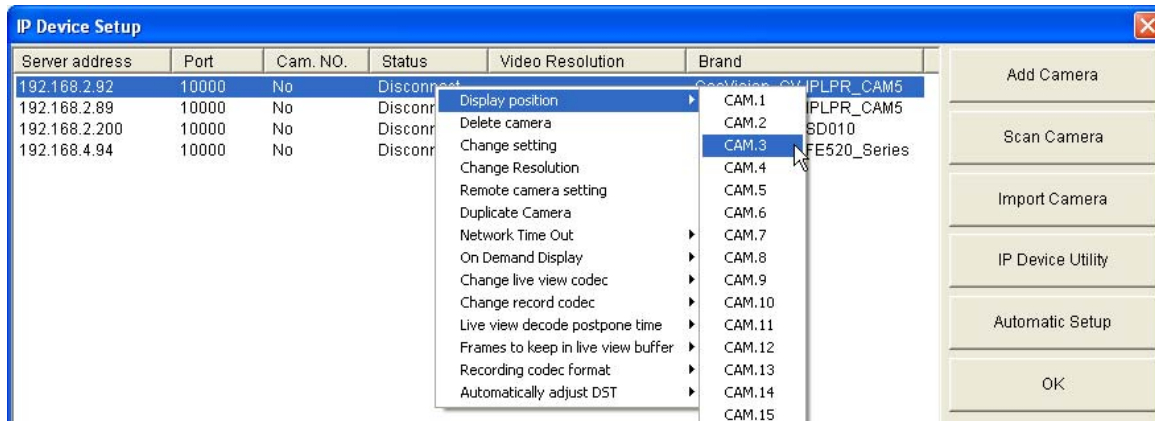 IP Device Setup
Server address Port Cam. NO. Status Video Resolution Brand
192.168.2.92 10000 No Disconnect GeoVision_GV-IPLPR_CAM5
192.168.2.89 10000 No Disconr IPLPR_CAM5
192.168.2.200 10000 No Disconr SD010
192.168.4.94 10000 No Disconr FE520_Series
Display position
Delete camera
Change setting
Change Resolution
Remote camera setting
Duplicate Camera
Network Time Out
On Demand Display
Change live view codec
Change record codec
Live view decode postpone time
Frames to keep in live view buffer
Recording codec format
Automatically adjust DST
CAM.1
CAM.2
CAM.3
CAM.4
CAM.5
CAM.6
CAM.7
CAM.8
CAM.9
CAM.10
CAM.11
CAM.12
CAM.13
CAM.14
CAM.15
Add Camera
Scan Camera
Import Camera
IP Device Utility
Automatic Setup
OK